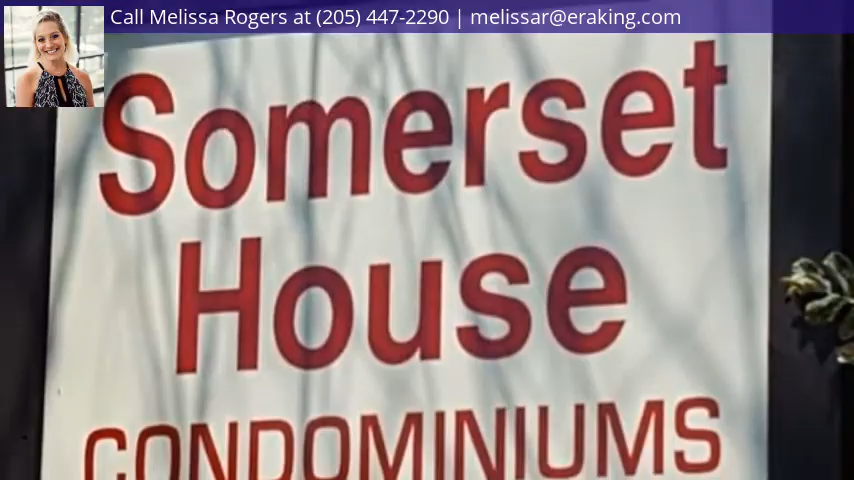 Call Melissa Rogers at (205) 447-2290 | melissar@eraking.com
Somerset
House
CONDOMINIUMS